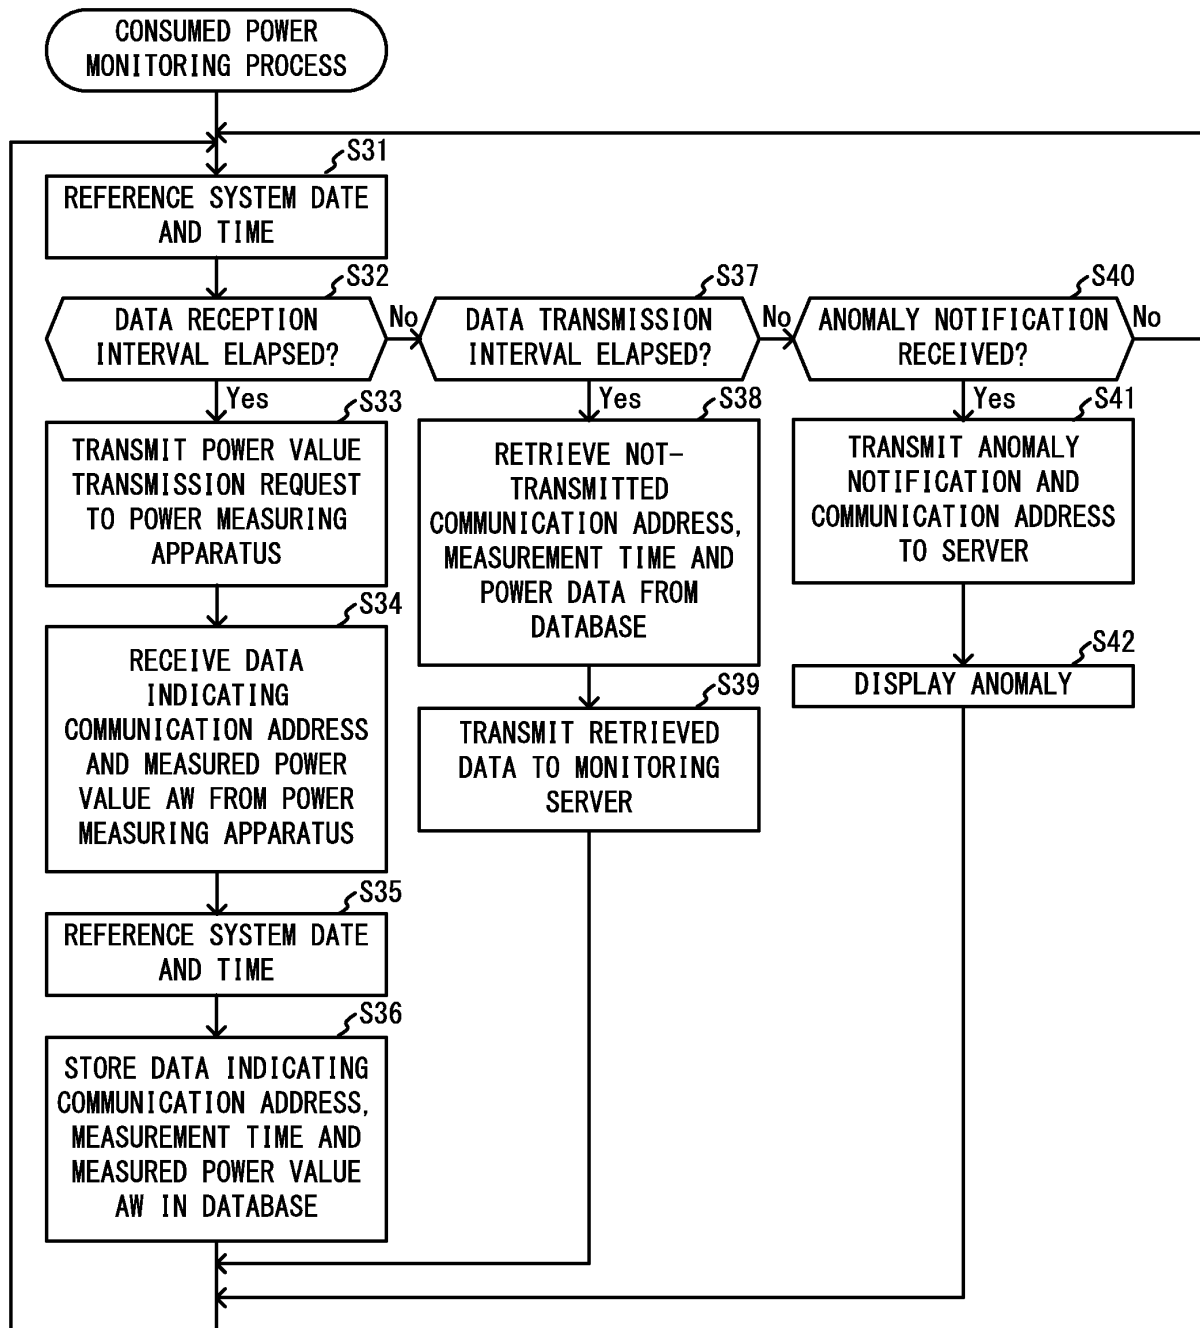 CONSUMED POWER
MONITORING PROCESS
S31
REFERENCE SYSTEM DATE
AND TIME
S32
DATA RECEPTION
INTERVAL ELAPSED?
No
Yes
S33
TRANSMIT POWER VALUE
TRANSMISSION REQUEST
TO POWER MEASURING
APPARATUS
S34
RECEIVE DATA
INDICATING
COMMUNICATION ADDRESS
AND MEASURED POWER
VALUE AW FROM POWER
MEASURING APPARATUS
S35
REFERENCE SYSTEM DATE
AND TIME
S36
STORE DATA INDICATING
COMMUNICATION ADDRESS,
MEASUREMENT TIME AND
MEASURED POWER VALUE
AW IN DATABASE
S37
DATA TRANSMISSION
INTERVAL ELAPSED?
No
Yes
S38
RETRIEVE NOT-
TRANSMITTED
COMMUNICATION ADDRESS,
MEASUREMENT TIME AND
POWER DATA FROM
DATABASE
S39
TRANSMIT RETRIEVED
DATA TO MONITORING
SERVER
S40
ANOMALY NOTIFICATION
RECEIVED?
No
Yes
S41
TRANSMIT ANOMALY
NOTIFICATION AND
COMMUNICATION ADDRESS
TO SERVER
S42
DISPLAY ANOMALY